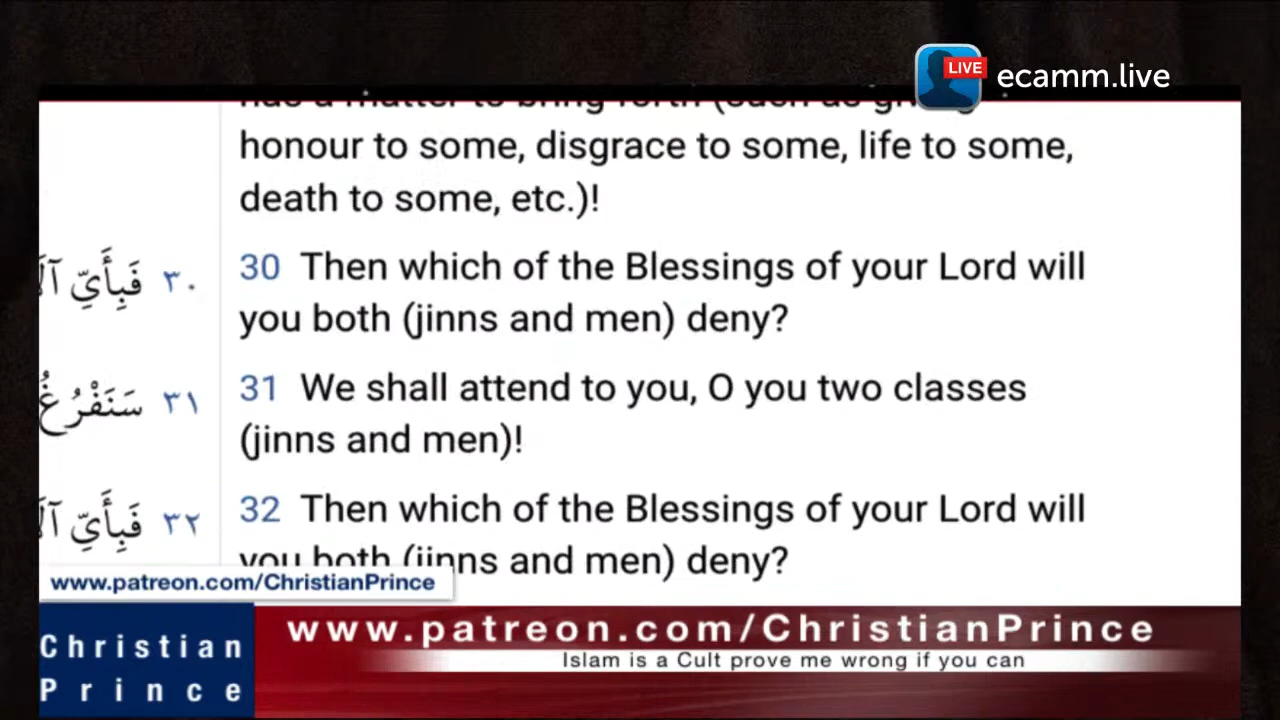 LIVE ecamm.live
honour to some, disgrace to some, life to some,
death to some, etc.)!
فَبِأَيِّ ٣٠
30 Then which of the Blessings of your Lord will
you both (jinns and men) deny?
سَنَفْرُغُ ٣١
31 We shall attend to you, O you two classes
(jinns and men)!
فَبِأَيِّ ٣٢
32 Then which of the Blessings of your Lord will
you both (jinns and men) deny?
www.patreon.com/ChristianPrince
Christian
Prince
www.patreon.com/ChristianPrince
Islam is a Cult prove me wrong if you can